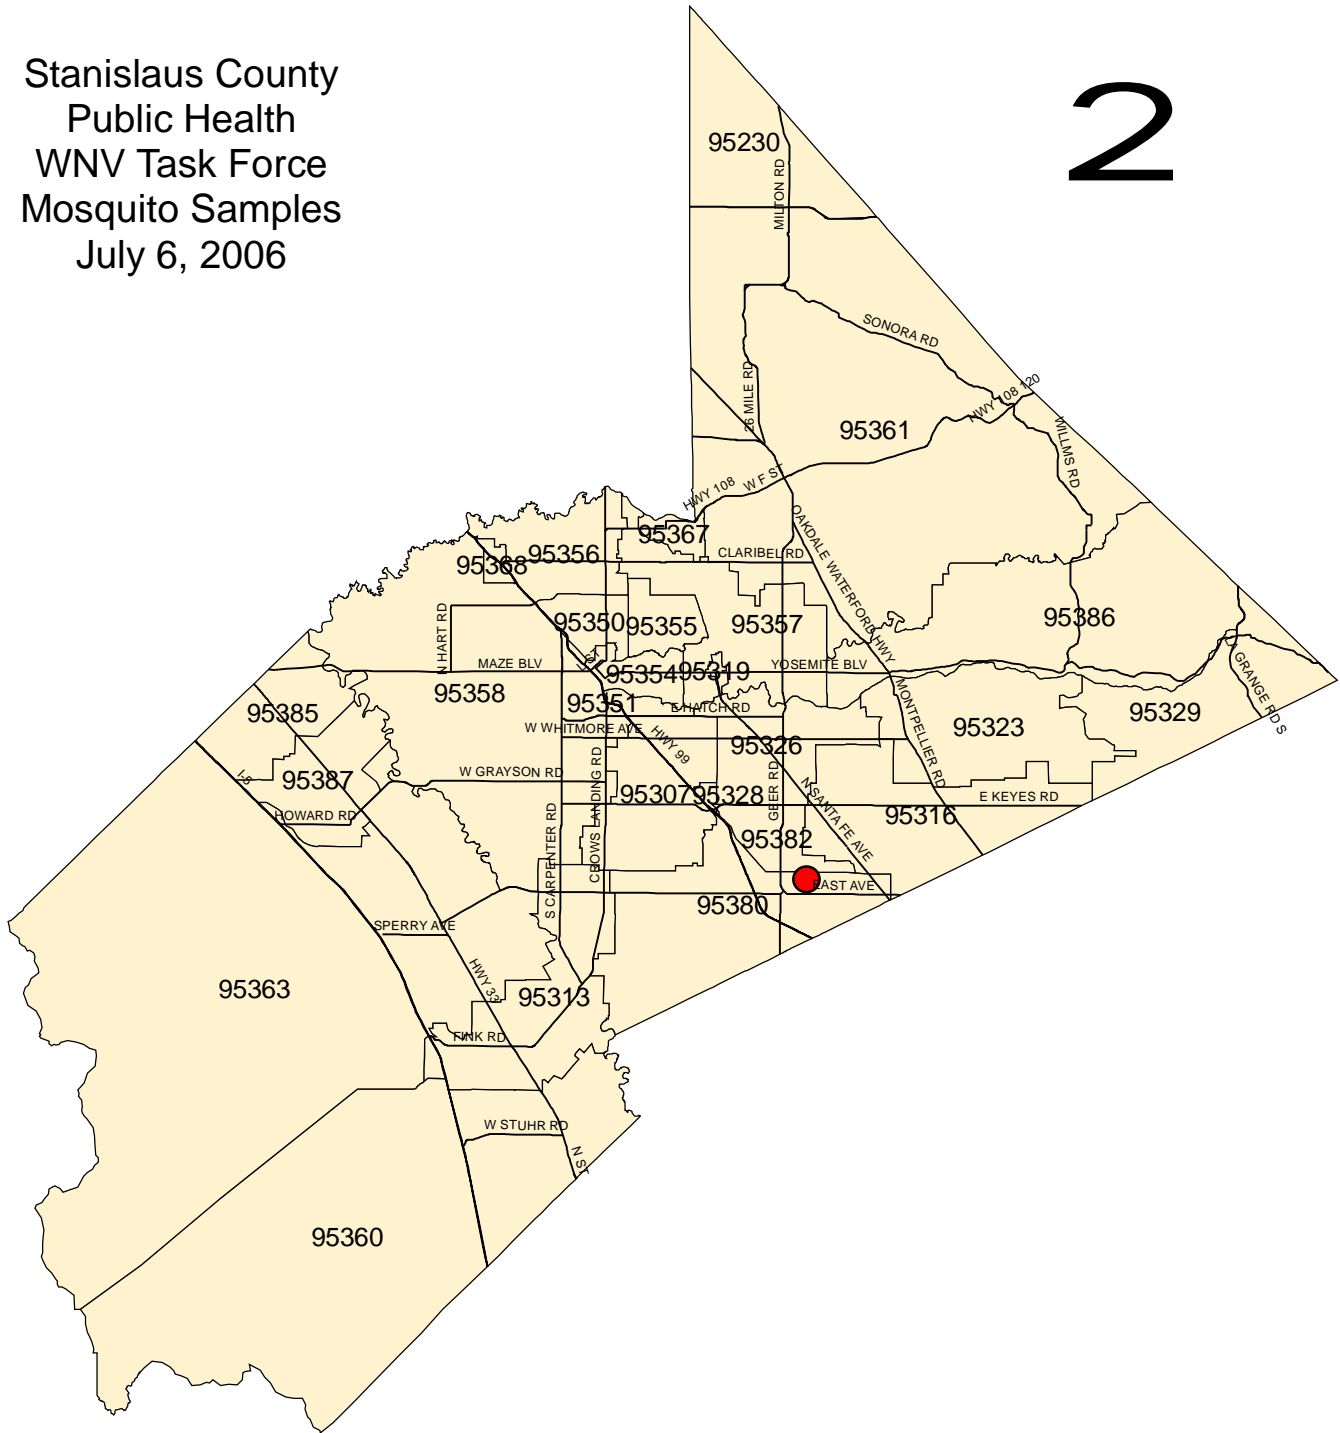 Stanislaus County
Public Health
WNV Task Force
Mosquito Samples
July 6, 2006
2
95230
MILTON RD
SONORA RD
26 MILE RD
HWY 108 120
95361
WILLMS RD
HWY 108
W F ST
OAKDALE WATERFORD HWY
95367
95368
95356
CLARIBEL RD
N HART RD
95350
95355
95357
95386
MAZE BLV
95354
95319
YOSEMITE BLV
LA GRANGE RD S
95358
95351
E HATCH RD
MONTPELLIER RD
95385
W WHITMORE AVE
HWY 99
95326
95323
95329
I-5
95387
W GRAYSON RD
CROWS LANDING RD
95307
95328
GEER RD
N SANTA FE AVE
E KEYES RD
HOWARD RD
S CARPENTER RD
95382
95316
EAST AVE
95380
SPERRY AVE
HWY 33
95363
95313
FINK RD
W STUHR RD
N ST
95360